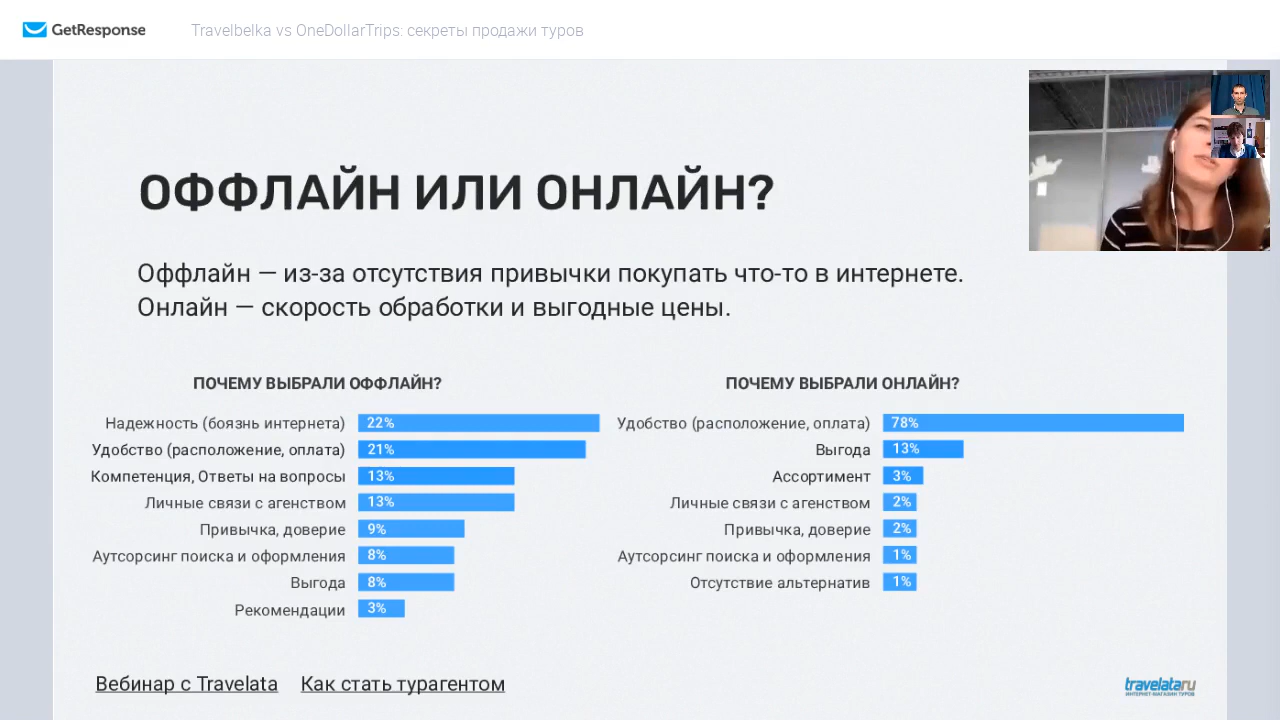 GetResponse
Travelbelka vs OneDollarTrips: секреты продажи туров
ОФФЛАЙН ИЛИ ОНЛАЙН?
Оффлайн — из-за отсутствия привычки покупать что-то в интернете.
Онлайн — скорость обработки и выгодные цены.
ПОЧЕМУ ВЫБРАЛИ ОФФЛАЙН?
Надежность (боязнь интернета) 22%
Удобство (расположение, оплата) 21%
Компетенция, Ответы на вопросы 13%
Личные связи с агенством 13%
Привычка, доверие 9%
Аутсорсинг поиска и оформления 8%
Выгода 8%
Рекомендации 3%
ПОЧЕМУ ВЫБРАЛИ ОНЛАЙН?
Удобство (расположение, оплата) 78%
Выгода 13%
Ассортимент 3%
Личные связи с агенством 2%
Привычка, доверие 2%
Аутсорсинг поиска и оформления 1%
Отсутствие альтернатив 1%
Вебинар с Travelata Как стать турагентом
travelata.ru
ИНТЕРНЕТ-МАГАЗИН ТУРОВ